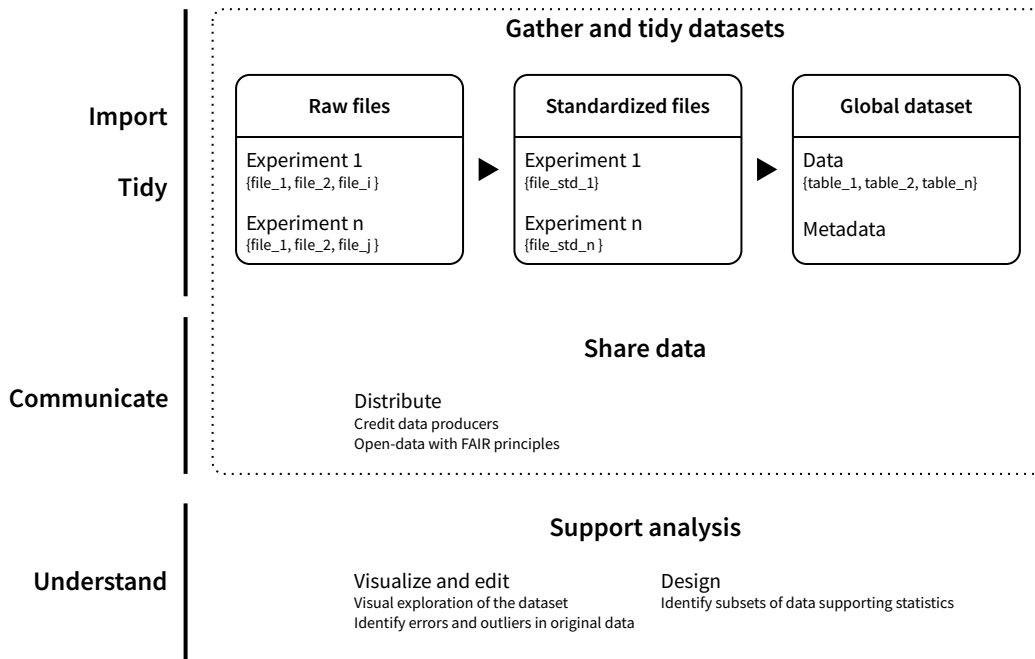 Gather and tidy datasets
Import
Tidy
Raw files
Experiment 1
{file_1, file_2, file_i }
Experiment n
{file_1, file_2, file_j }
Standardized files
Experiment 1
{file_std_1}
Experiment n
{file_std_n }
Global dataset
Data
{table_1, table_2, table_n}
Metadata
Communicate
Share data
Distribute
Credit data producers
Open-data with FAIR principles
Understand
Support analysis
Visualize and edit
Visual exploration of the dataset
Identify errors and outliers in original data
Design
Identify subsets of data supporting statistics